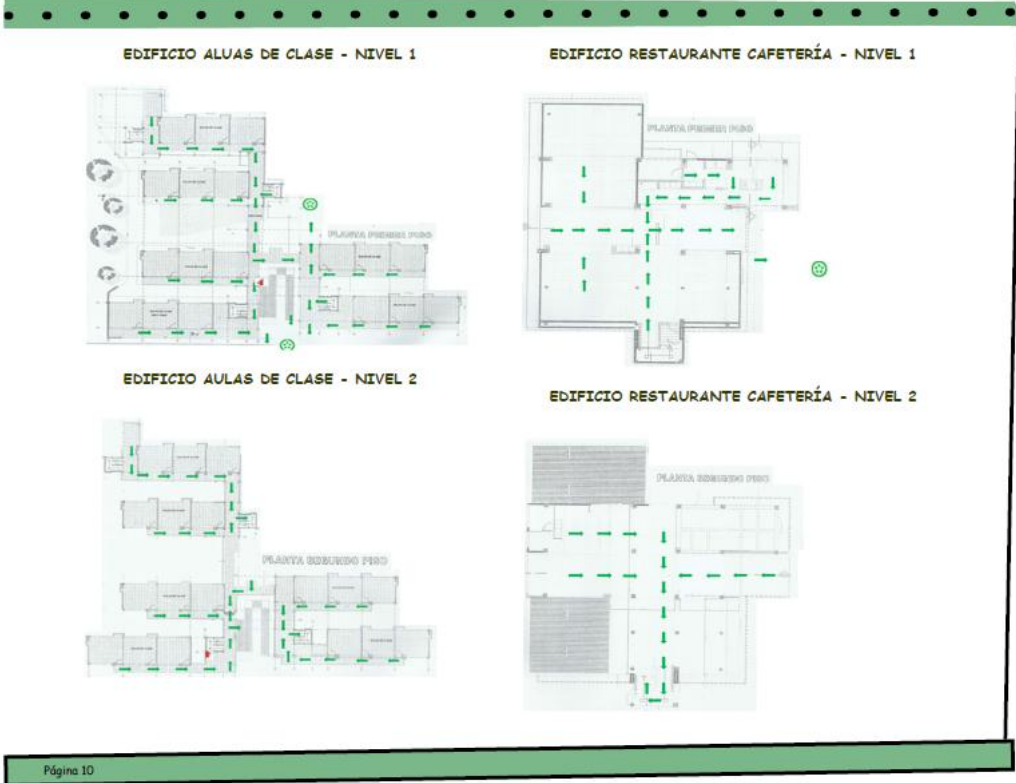 EDIFICIO ALUAS DE CLASE - NIVEL 1
PLANTA PRIMER PISO
EDIFICIO AULAS DE CLASE - NIVEL 2
PLANTA SEGUNDO PISO
EDIFICIO RESTAURANTE CAFETERÍA - NIVEL 1
PLANTA PRIMER PISO
EDIFICIO RESTAURANTE CAFETERÍA - NIVEL 2
PLANTA SEGUNDO PISO
Página 10